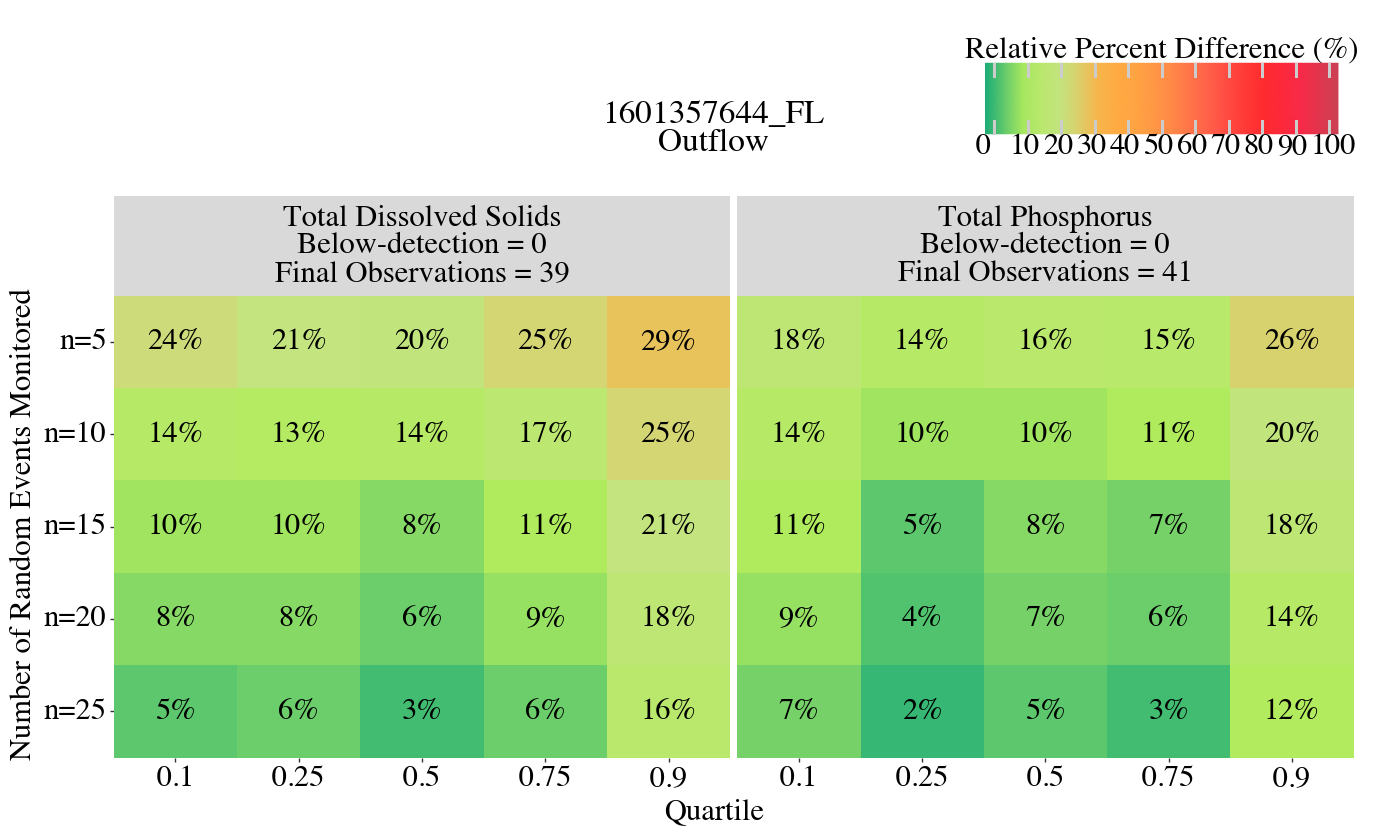 Relative Percent Difference (%)
0 10 20 30 40 50 60 70 80 90 100
1601357644_FL
Outflow
Total Dissolved Solids
Below-detection = 0
Final Observations = 39
Total Phosphorus
Below-detection = 0
Final Observations = 41
Number of Random Events Monitored
n=5 24% 21% 20% 25% 29% 18% 14% 16% 15% 26%
n=10 14% 13% 14% 17% 25% 14% 10% 10% 11% 20%
n=15 10% 10% 8% 11% 21% 11% 5% 8% 7% 18%
n=20 8% 8% 6% 9% 18% 9% 4% 7% 6% 14%
n=25 5% 6% 3% 6% 16% 7% 2% 5% 3% 12%
0.1 0.25 0.5 0.75 0.9 0.1 0.25 0.5 0.75 0.9
Quartile